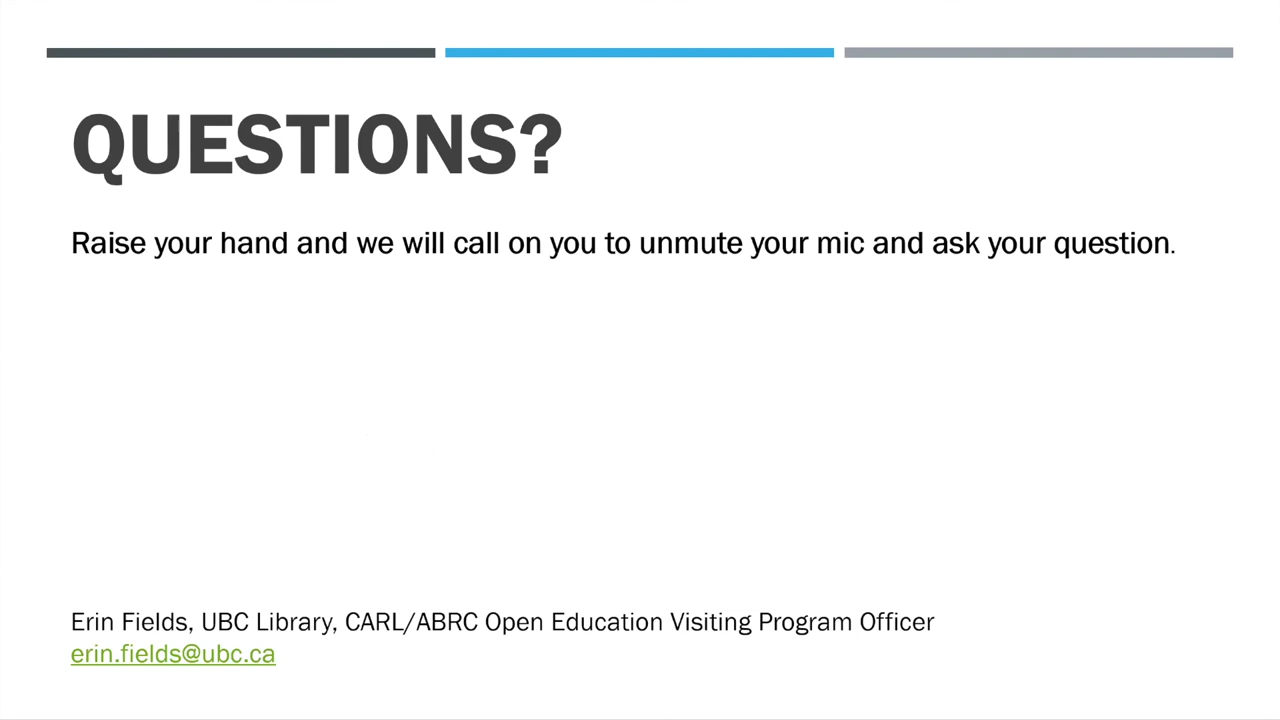 QUESTIONS?
Raise your hand and we will call on you to unmute your mic and ask your question.
Erin Fields, UBC Library, CARL/ABRC Open Education Visiting Program Officer
erin.fields@ubc.ca